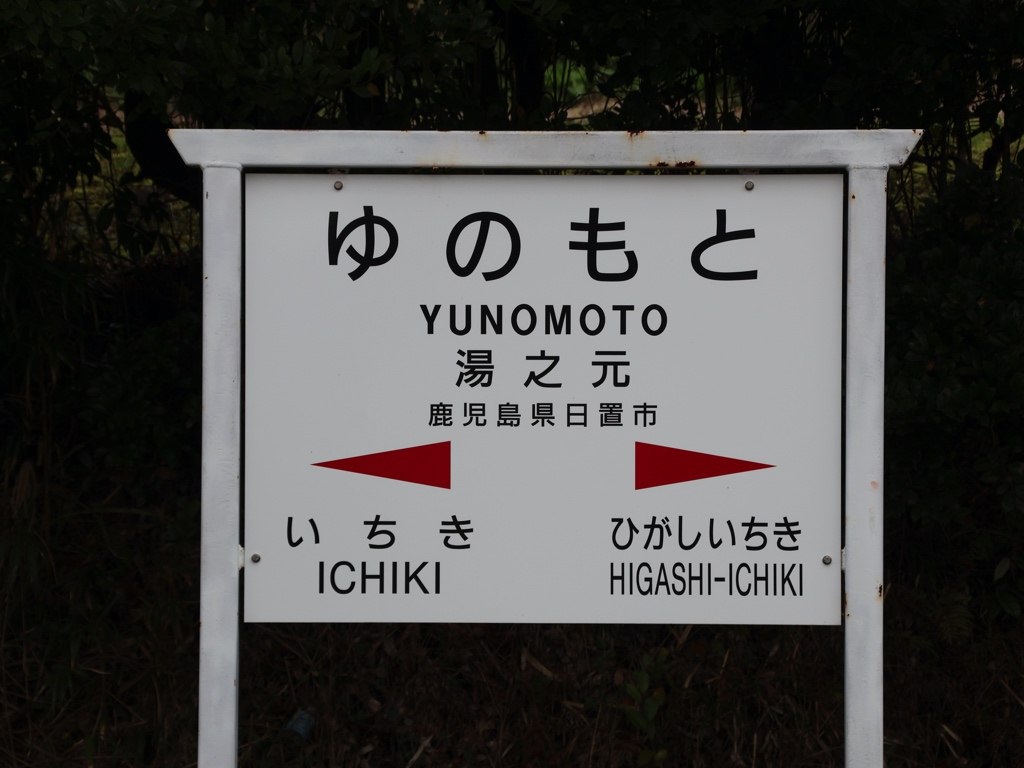 ゆのもと
YUNOMOTO
湯之元
鹿児島県日置市
いちき ひがしいちき
ICHIKI HIGASHI-ICHIKI